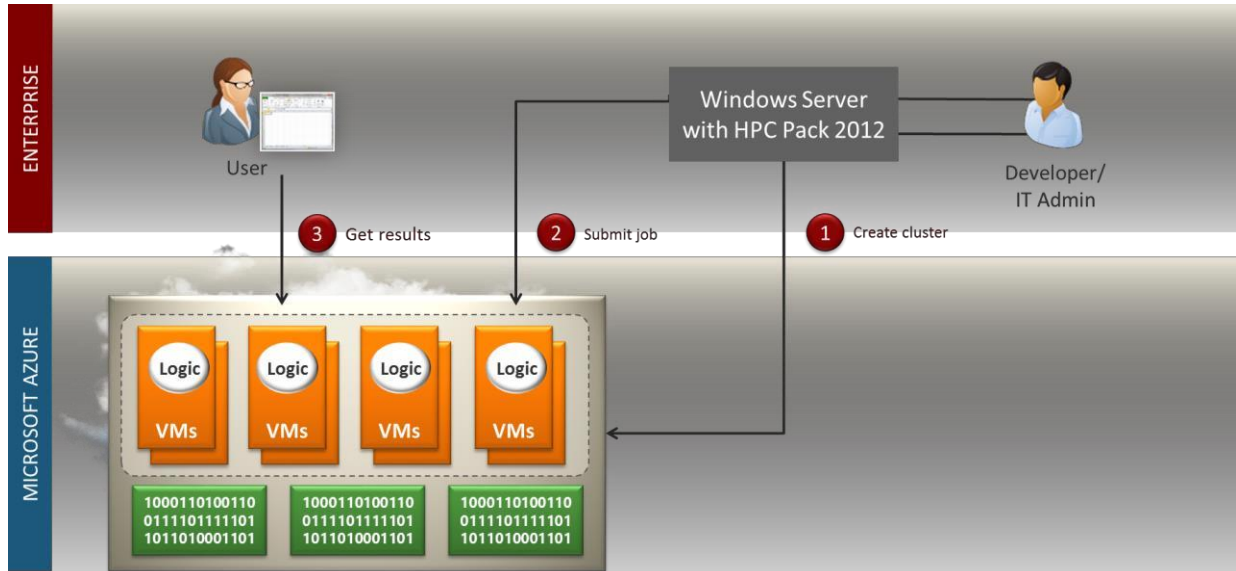 ENTERPRISE
User
Windows Server
with HPC Pack 2012
Developer/
IT Admin
3 Get results
2 Submit job
1 Create cluster
MICROSOFT AZURE
Logic
VMs
Logic
VMs
Logic
VMs
Logic
VMs
1000110100110
0111101111101
1011010001101
1000110100110
0111101111101
1011010001101
1000110100110
0111101111101
1011010001101